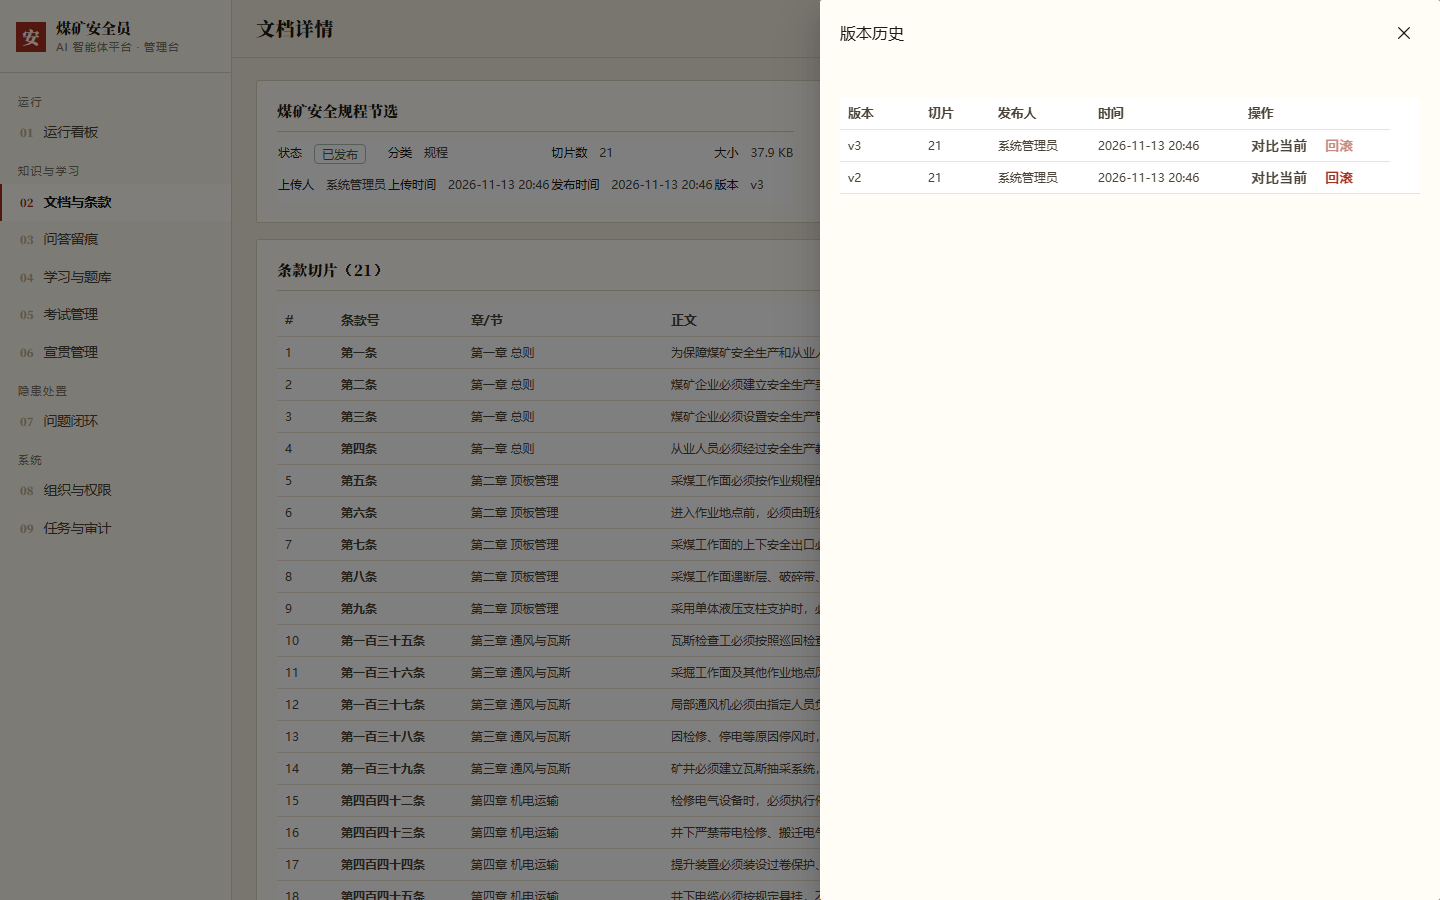 安
煤矿安全员
AI 智能体平台 · 管理台
运行
01 运行看板
知识与学习
02 文档与条款
03 问答留痕
04 学习与题库
05 考试管理
06 宣贯管理
隐患处置
07 问题闭环
系统
08 组织与权限
09 任务与审计
文档详情
煤矿安全规程节选
状态 已发布 分类 规程 切片数 21 大小 37.9 KB
上传人 系统管理员 上传时间 2026-11-13 20:46 发布时间 2026-11-13 20:46 版本 v3
条款切片（21）
# 条款号 章/节 正文
1 第一条 第一章 总则 为保障煤矿安全生产和从业人
2 第二条 第一章 总则 煤矿企业必须建立安全生产责
3 第三条 第一章 总则 煤矿企业必须设置安全生产管
4 第四条 第一章 总则 从业人员必须经过安全生产教
5 第五条 第二章 顶板管理 采煤工作面必须按作业规程的
6 第六条 第二章 顶板管理 进入作业地点前，必须由班组
7 第七条 第二章 顶板管理 采煤工作面的上下安全出口必
8 第八条 第二章 顶板管理 采煤工作面遇断层、破碎带、
9 第九条 第二章 顶板管理 采用单体液压支柱支护时，必
10 第一百三十五条 第三章 通风与瓦斯 瓦斯检查工必须按照巡回检查
11 第一百三十六条 第三章 通风与瓦斯 采掘工作面及其他作业地点风
12 第一百三十七条 第三章 通风与瓦斯 局部通风机必须由指定人员负
13 第一百三十八条 第三章 通风与瓦斯 因检修、停电等原因停风时，
14 第一百三十九条 第三章 通风与瓦斯 矿井必须建立瓦斯抽采系统，
15 第四百四十二条 第四章 机电运输 检修电气设备时，必须执行停
16 第四百四十三条 第四章 机电运输 井下严禁带电检修、搬迁电气
17 第四百四十四条 第四章 机电运输 提升装置必须装设过卷保护、
18 第四百四十五条 第四章 机电运输 井下电缆必须按规定悬挂，不
版本历史
版本 切片 发布人 时间 操作
v3 21 系统管理员 2026-11-13 20:46 对比当前 回滚
v2 21 系统管理员 2026-11-13 20:46 对比当前 回滚